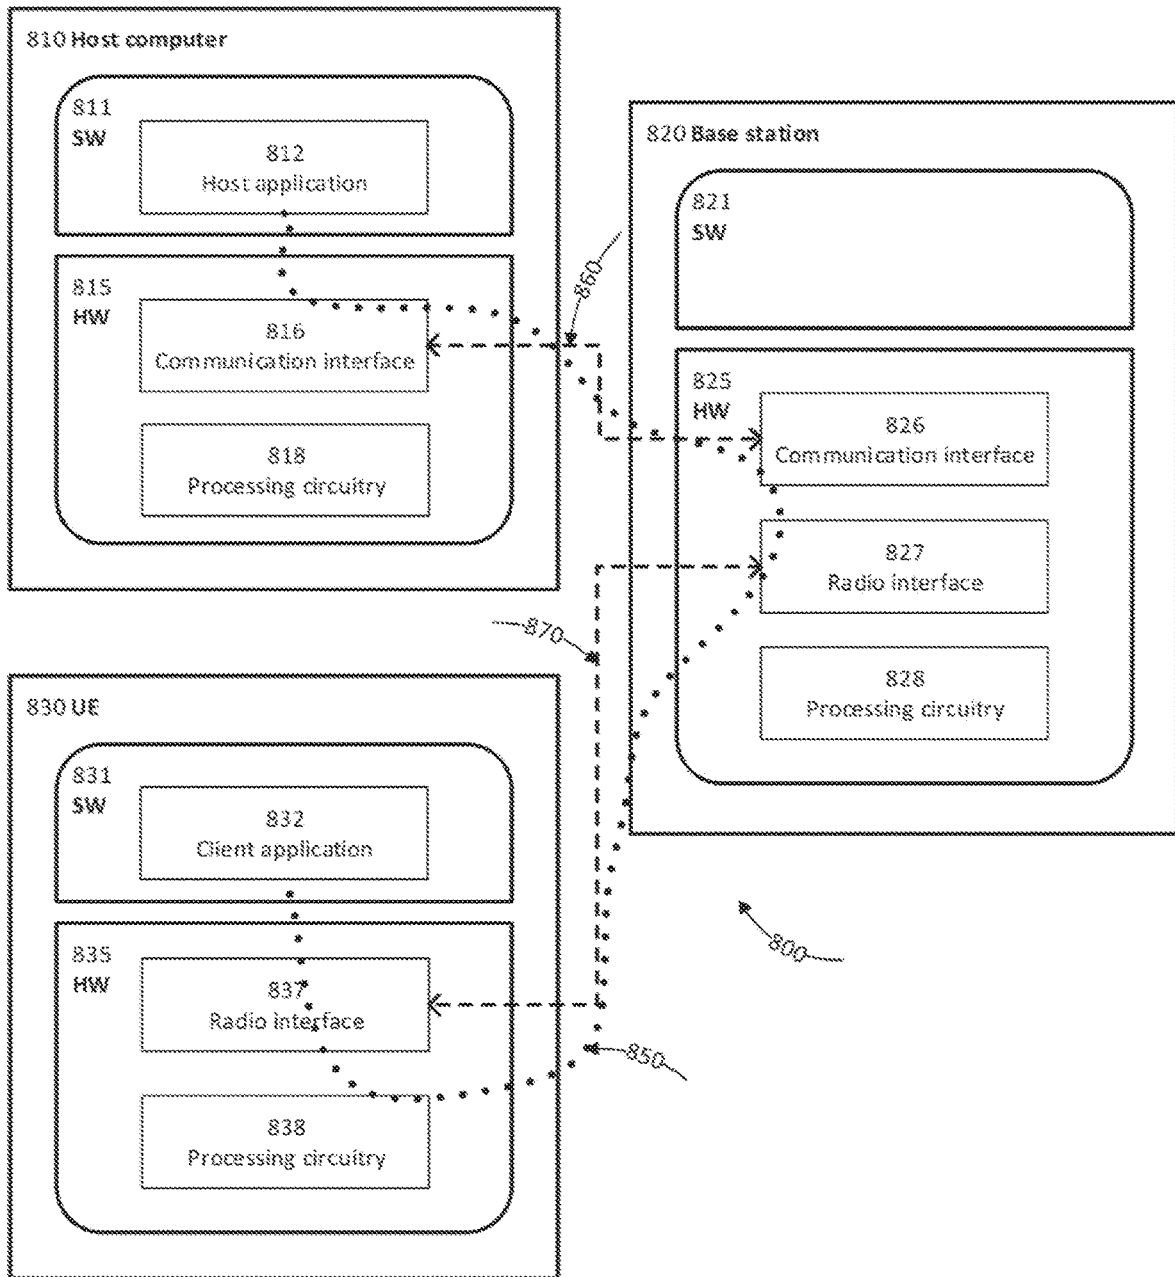 810 Host computer
811
SW
812
Host application
815
HW
816
Communication interface
818
Processing circuitry
820 Base station
821
SW
825
HW
826
Communication interface
827
Radio interface
828
Processing circuitry
860
870
830 UE
831
SW
832
Client application
835
HW
837
Radio interface
838
Processing circuitry
800
850